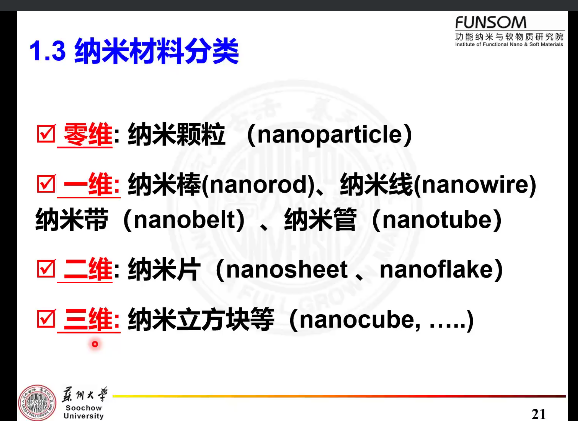 FUNSOM
功能纳米与软物质研究院
Institute of Functional Nano & Soft Materials
1.3 纳米材料分类
零维: 纳米颗粒 （nanoparticle）
一维: 纳米棒(nanorod)、纳米线(nanowire)
纳米带（nanobelt）、纳米管（nanotube）
二维: 纳米片（nanosheet 、nanoflake）
三维: 纳米立方块等（nanocube, …..)
苏州大学
Soochow
University
21